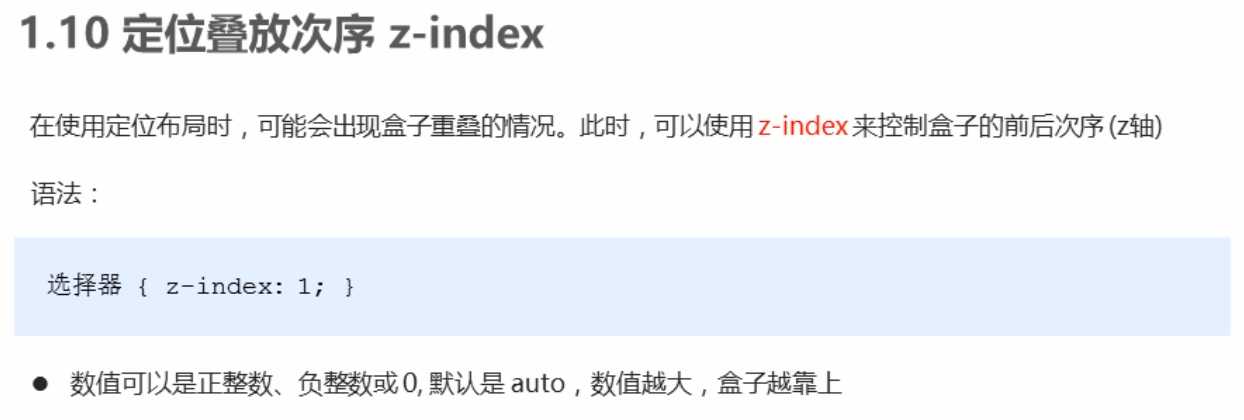 1.10 定位叠放次序 z-index
在使用定位布局时，可能会出现盒子重叠的情况。此时，可以使用 z-index 来控制盒子的前后次序 (z轴)
语法：
选择器 { z-index: 1; }
● 数值可以是正整数、负整数或 0, 默认是 auto，数值越大，盒子越靠上